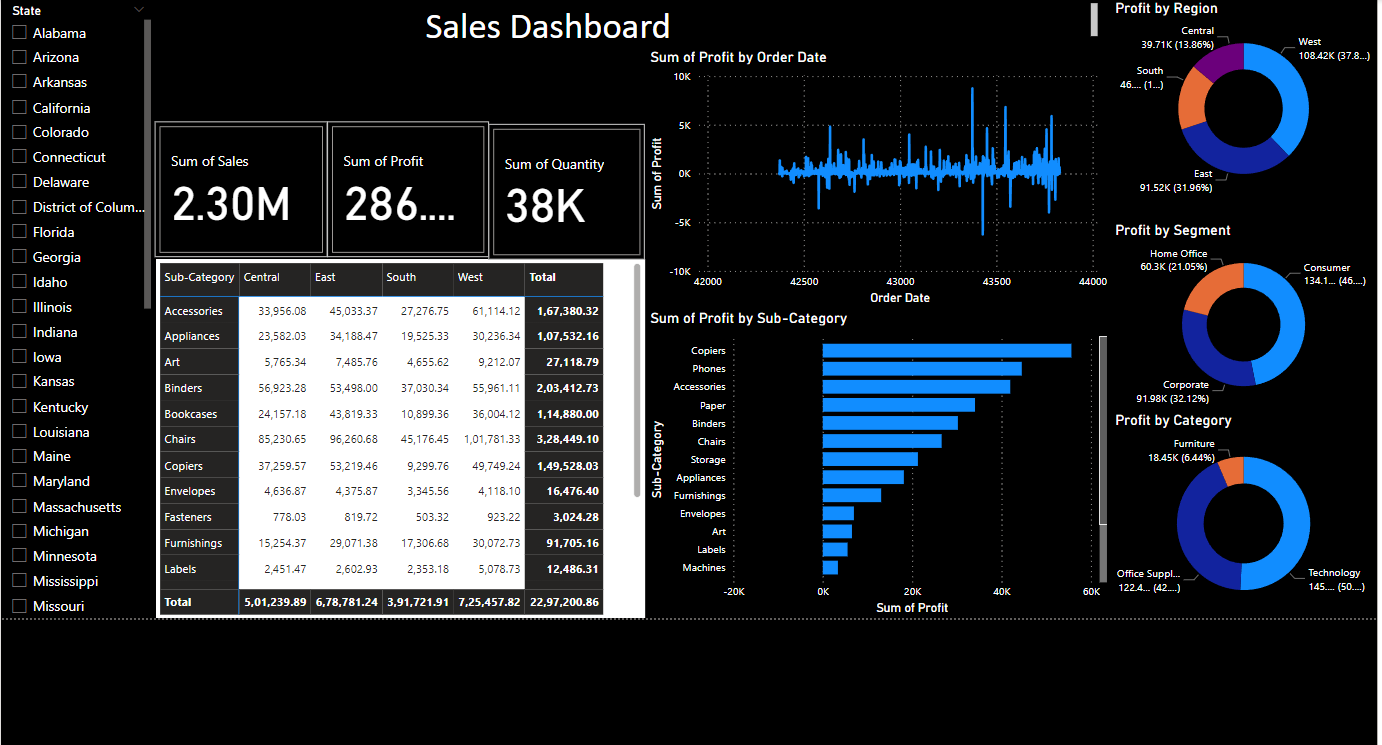 Sales Dashboard
State
Alabama
Arizona
Arkansas
California
Colorado
Connecticut
Delaware
District of Colum...
Florida
Georgia
Idaho
Illinois
Indiana
Iowa
Kansas
Kentucky
Louisiana
Maine
Maryland
Massachusetts
Michigan
Minnesota
Mississippi
Missouri
Sum of Sales
2.30M
Sum of Profit
286....
Sum of Quantity
38K
Sub-Category Central East South West Total
Accessories 33,956.08 45,033.37 27,276.75 61,114.12 1,67,380.32
Appliances 23,582.03 34,188.47 19,525.33 30,236.34 1,07,532.16
Art 5,765.34 7,485.76 4,655.62 9,212.07 27,118.79
Binders 56,923.28 53,498.00 37,030.34 55,961.11 2,03,412.73
Bookcases 24,157.18 43,819.33 10,899.36 36,004.12 1,14,880.00
Chairs 85,230.65 96,260.68 45,176.45 1,01,781.33 3,28,449.10
Copiers 37,259.57 53,219.46 9,299.76 49,749.24 1,49,528.03
Envelopes 4,636.87 4,375.87 3,345.56 4,118.10 16,476.40
Fasteners 778.03 819.72 503.32 923.22 3,024.28
Furnishings 15,254.37 29,071.38 17,306.68 30,072.73 91,705.16
Labels 2,451.47 2,602.93 2,353.18 5,078.73 12,486.31
Total 5,01,239.89 6,78,781.24 3,91,721.91 7,25,457.82 22,97,200.86
Sum of Profit by Order Date
Sum of Profit
10K
5K
0K
-5K
-10K
42000 42500 43000 43500 44000
Order Date
Sum of Profit by Sub-Category
Sub-Category
Copiers
Phones
Accessories
Paper
Binders
Chairs
Storage
Appliances
Furnishings
Envelopes
Art
Labels
Machines
-20K 0K 20K 40K 60K
Sum of Profit
Profit by Region
Central
39.71K (13.86%)
West
108.42K (37.8...)
South
46.... (1...)
East
91.52K (31.96%)
Profit by Segment
Home Office
60.3K (21.05%)
Consumer
134.1... (46....)
Corporate
91.98K (32.12%)
Profit by Category
Furniture
18.45K (6.44%)
Office Suppl...
122.4... (42....)
Technology
145.... (50....)